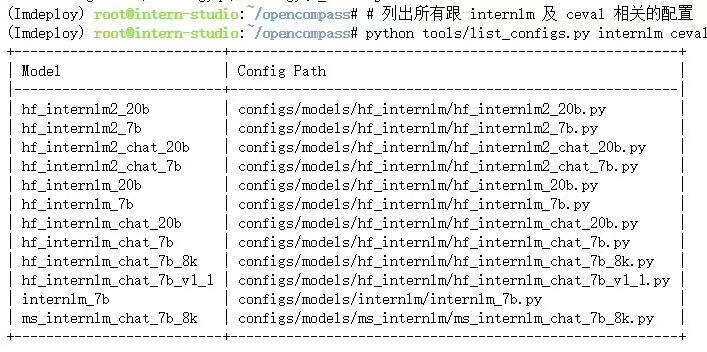 (lmdeploy) root@intern-studio:~/opencompass# # 列出所有跟 internlm 及 ceval 相关的配置
(lmdeploy) root@intern-studio:~/opencompass# python tools/list_configs.py internlm ceval
+--------------------------+--------------------------------------------------------+
| Model | Config Path |
|--------------------------+--------------------------------------------------------|
| hf_internlm2_20b | configs/models/hf_internlm/hf_internlm2_20b.py |
| hf_internlm2_7b | configs/models/hf_internlm/hf_internlm2_7b.py |
| hf_internlm2_chat_20b | configs/models/hf_internlm/hf_internlm2_chat_20b.py |
| hf_internlm2_chat_7b | configs/models/hf_internlm/hf_internlm2_chat_7b.py |
| hf_internlm_20b | configs/models/hf_internlm/hf_internlm_20b.py |
| hf_internlm_7b | configs/models/hf_internlm/hf_internlm_7b.py |
| hf_internlm_chat_20b | configs/models/hf_internlm/hf_internlm_chat_20b.py |
| hf_internlm_chat_7b | configs/models/hf_internlm/hf_internlm_chat_7b.py |
| hf_internlm_chat_7b_8k | configs/models/hf_internlm/hf_internlm_chat_7b_8k.py |
| hf_internlm_chat_7b_v1_1 | configs/models/hf_internlm/hf_internlm_chat_7b_v1_1.py |
| internlm_7b | configs/models/internlm/internlm_7b.py |
| ms_internlm_chat_7b_8k | configs/models/ms_internlm/ms_internlm_chat_7b_8k.py |
+--------------------------+--------------------------------------------------------+